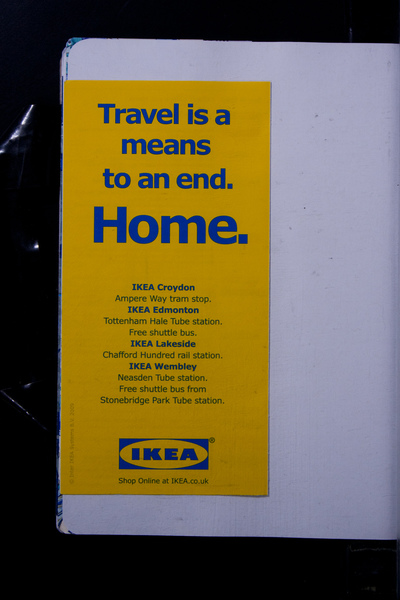 Travel is a
means
to an end.
Home.
IKEA Croydon
Ampere Way tram stop.
IKEA Edmonton
Tottenham Hale Tube station.
Free shuttle bus.
IKEA Lakeside
Chafford Hundred rail station.
IKEA Wembley
Neasden Tube station.
Free shuttle bus from
Stonebridge Park Tube station.
IKEA®
Shop Online at IKEA.co.uk